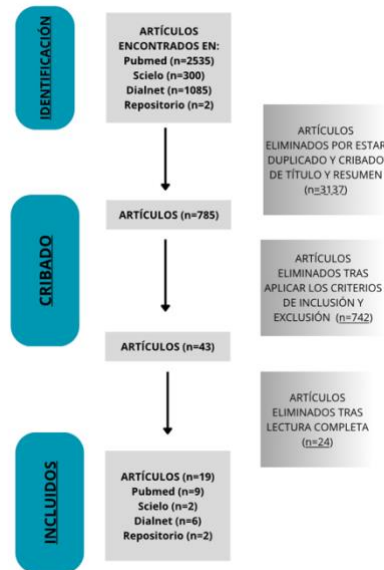 IDENTIFICACIÓN
ARTÍCULOS
ENCONTRADOS EN:
Pubmed (n=2535)
Scielo (n=300)
Dialnet (n=1085)
Repositorio (n=2)
ARTÍCULOS
ELIMINADOS POR ESTAR
DUPLICADO Y CRIBADO
DE TÍTULO Y RESUMEN
(n=3137)
CRIBADO
ARTÍCULOS (n=785)
ARTÍCULOS
ELIMINADOS TRAS
APLICAR LOS CRITERIOS
DE INCLUSIÓN Y
EXCLUSIÓN (n=742)
ARTÍCULOS (n=43)
ARTÍCULOS
ELIMINADOS TRAS
LECTURA COMPLETA
(n=24)
INCLUIDOS
ARTÍCULOS (n=19)
Pubmed (n=9)
Scielo (n=2)
Dialnet (n=6)
Repositorio (n=2)